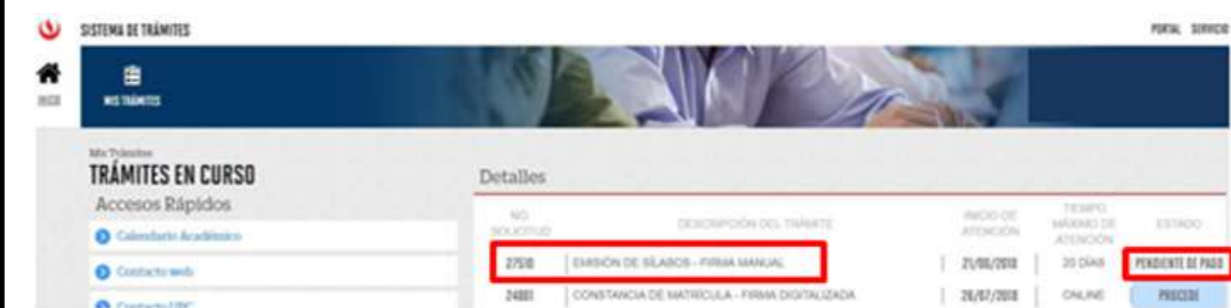 SISTEMA DE TRÁMITES
PORTAL SERVICIO
INICIO
MIS TRÁMITES
Mis Trámites
TRÁMITES EN CURSO
Accesos Rápidos
Calendario Académico
Contacto web
Contacto UPC
Detalles
NO. SOLICITUD DESCRIPCIÓN DEL TRÁMITE INICIO DE ATENCIÓN TIEMPO MÁXIMO DE ATENCIÓN ESTADO
27510 EMISIÓN DE SÍLABOS - FIRMA MANUAL 21/08/2018 20 DÍAS PENDIENTE DE PAGO
CONSTANCIA DE MATRÍCULA - FIRMA DIGITALIZADA 26/07/2018 ONLINE PROCEDE